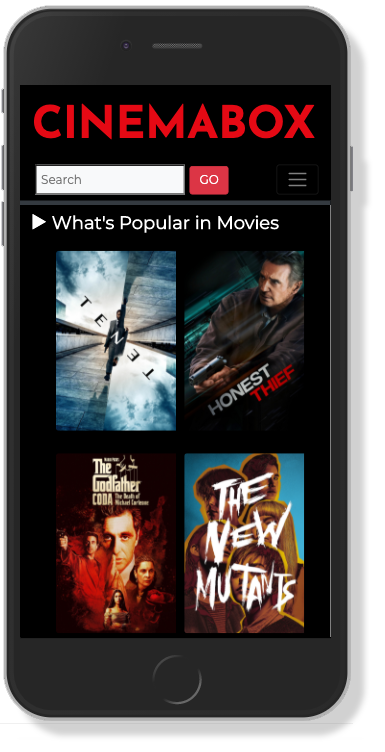 CINEMABOX
Search
GO
What's Popular in Movies
TENET
HONEST
THIEF
The
Godfather
CODA The Death of
Michael Corleone
THE
NEW
MUTANTS